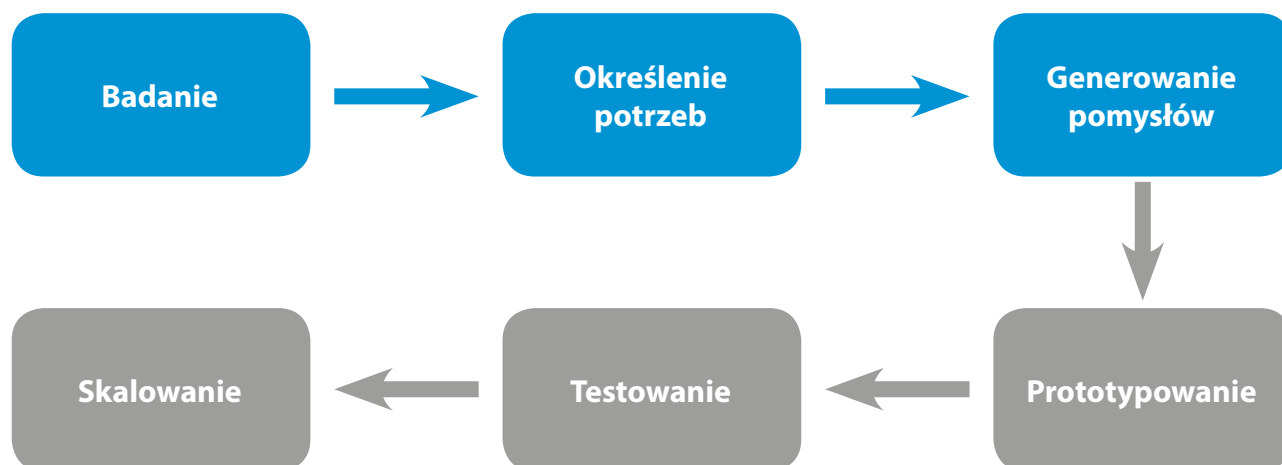 Badanie
Określenie
potrzeb
Generowanie
pomysłów
Skalowanie
Testowanie
Prototypowanie